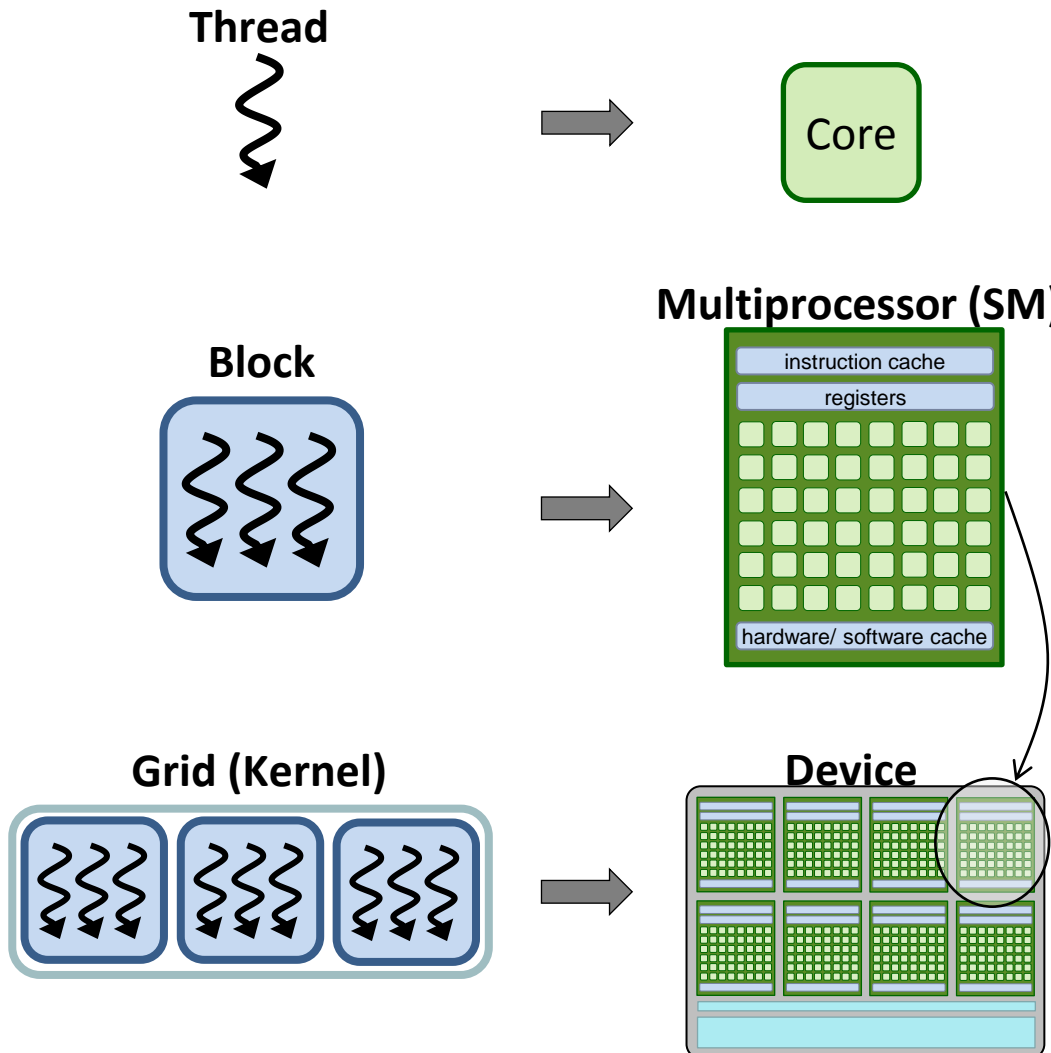 Thread
Core
Multiprocessor (SM)
instruction cache
registers
hardware/ software cache
Block
Grid (Kernel)
Device